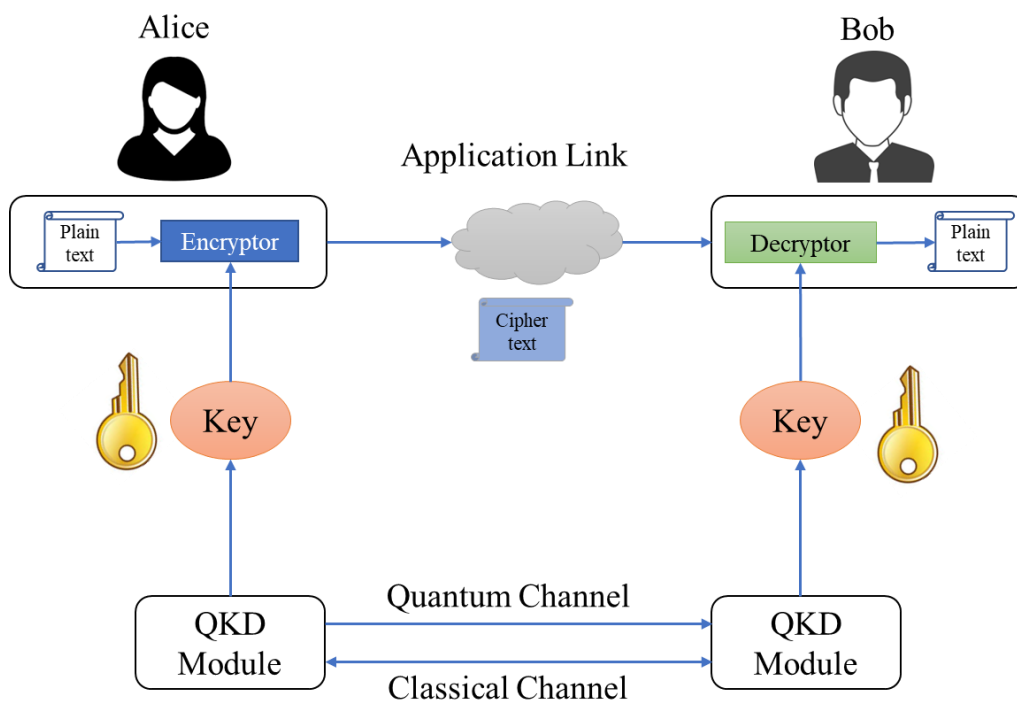 Alice
Bob
Application Link
Plain
text
Encryptor
Decryptor
Plain
text
Cipher
text
Key
Key
Quantum Channel
QKD
Module
QKD
Module
Classical Channel